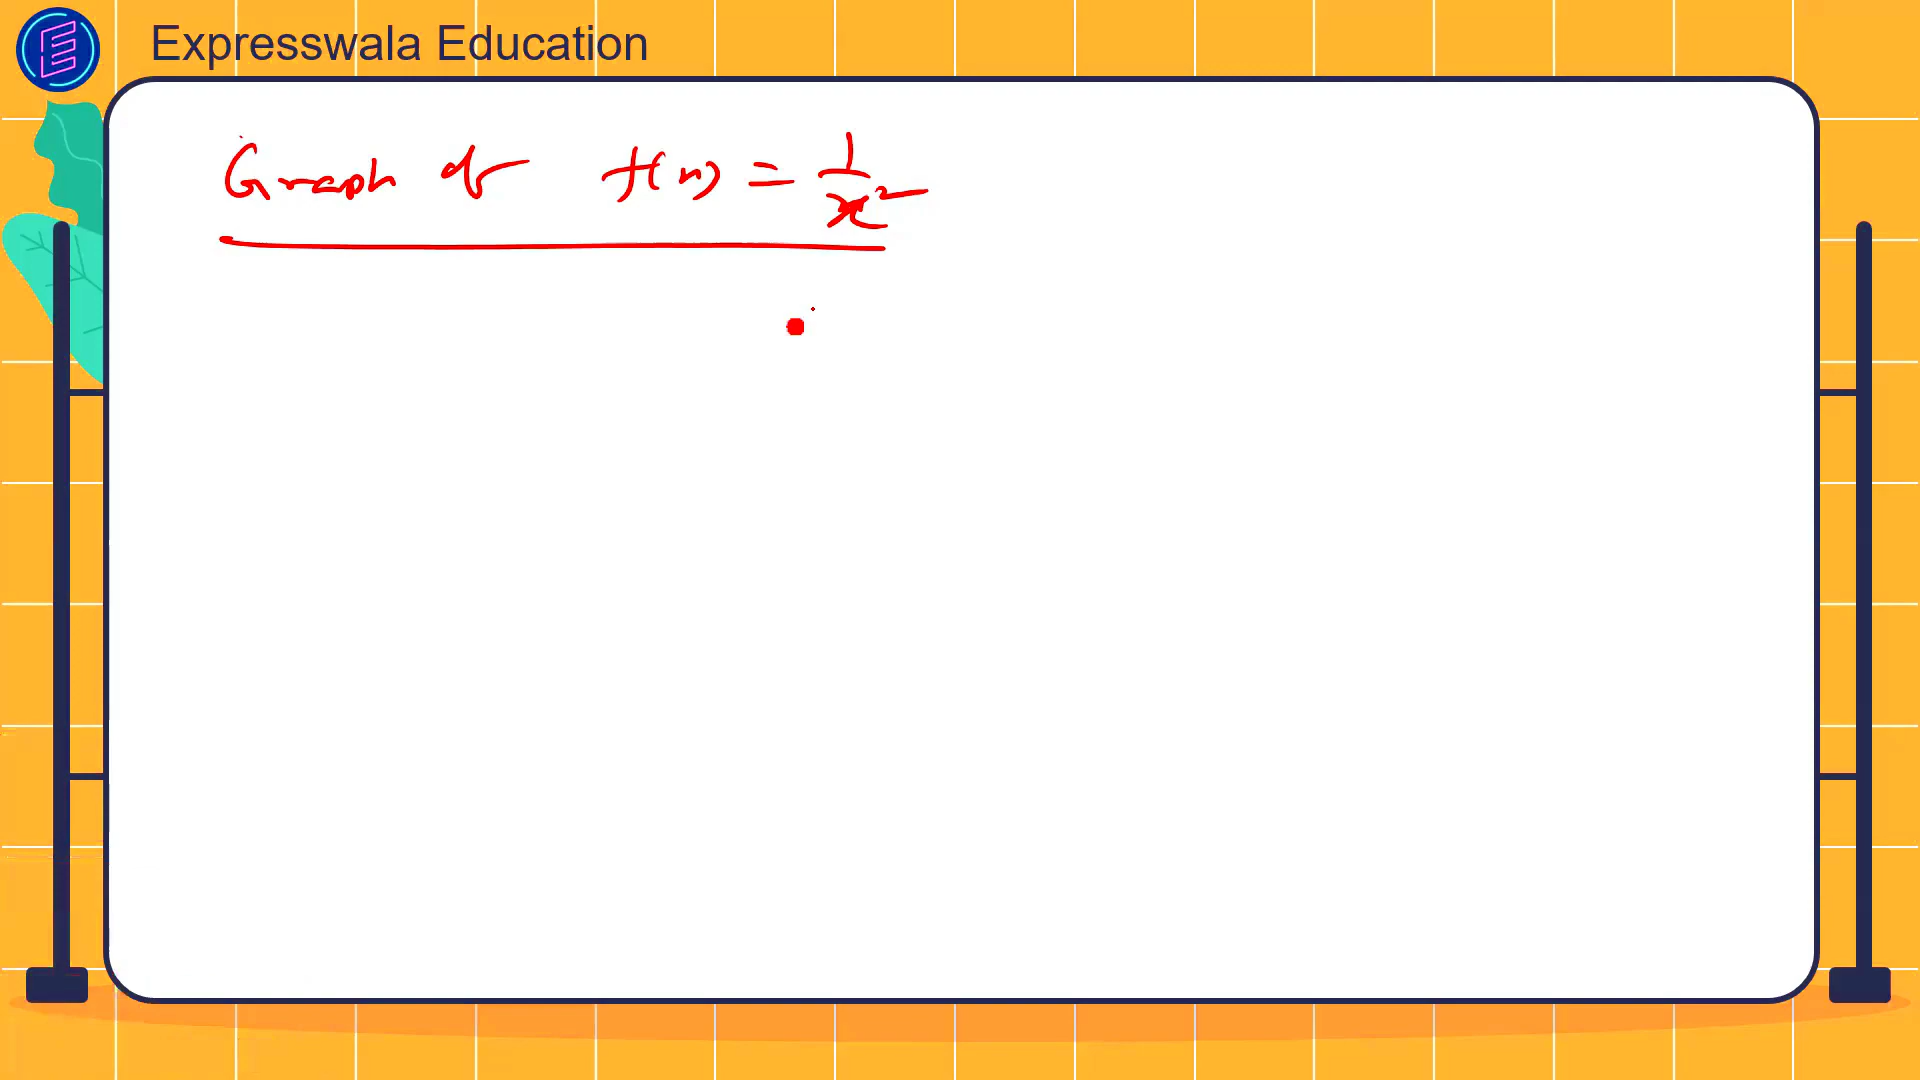 Expresswala Education
Graph of f(x) = 1/x²